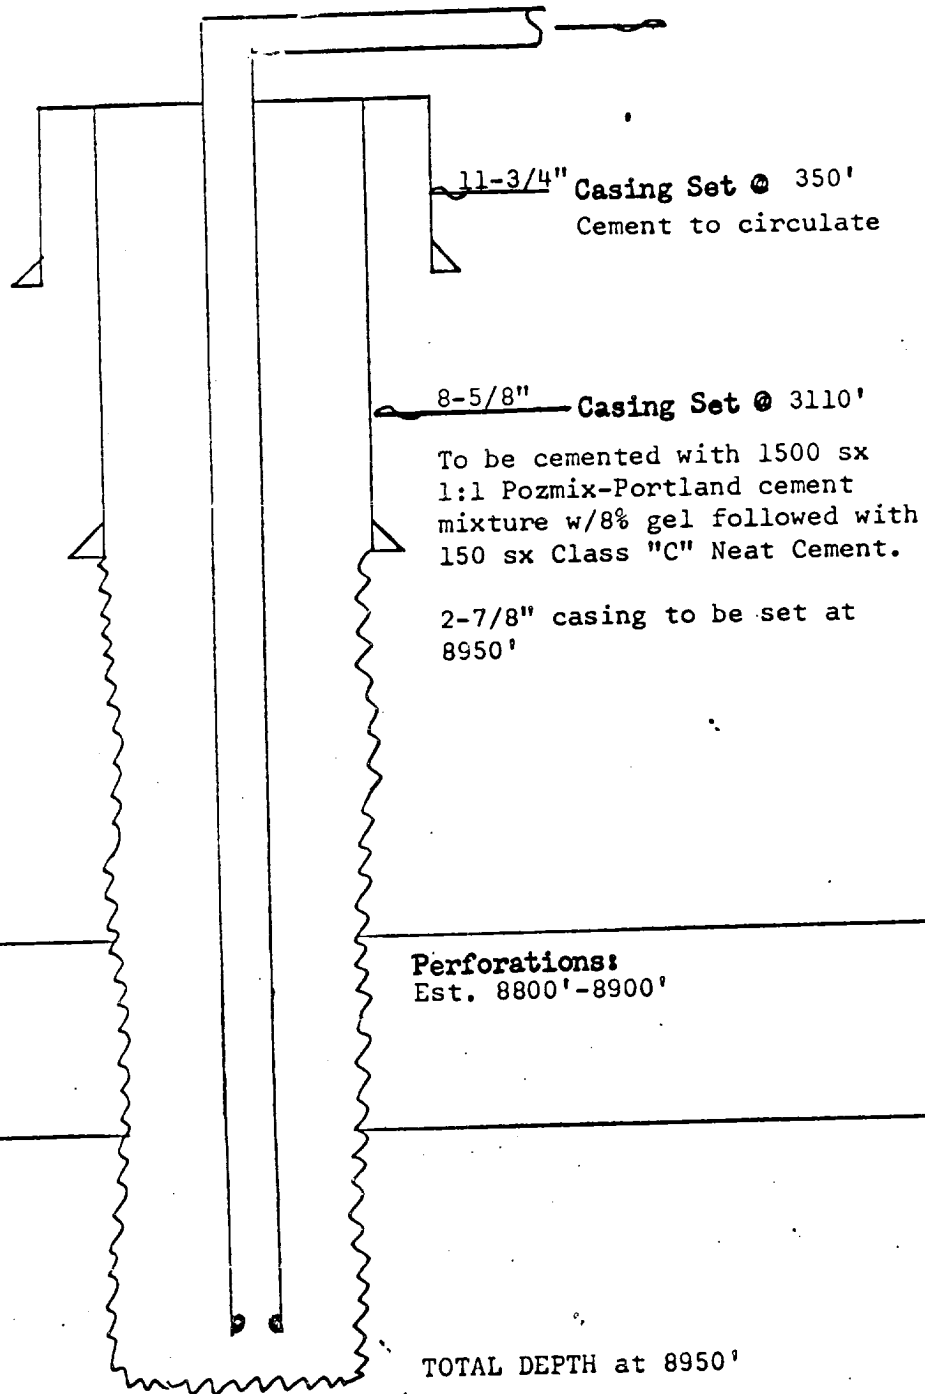 11-3/4" Casing Set @ 350'
Cement to circulate
8-5/8" Casing Set @ 3110'
To be cemented with 1500 sx
1:1 Pozmix-Portland cement
mixture w/8% gel followed with
150 sx Class "C" Neat Cement.
2-7/8" casing to be set at
8950'
Perforations:
Est. 8800'-8900'
TOTAL DEPTH at 8950'